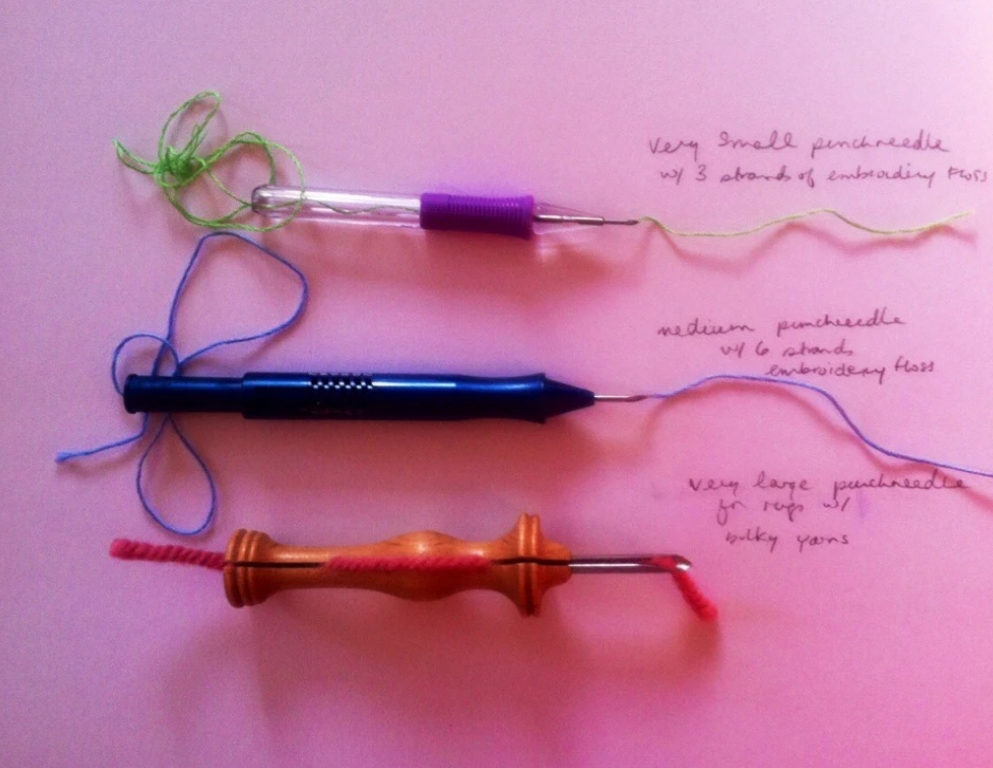 very small punchneedle
w/ 3 strands of embroidery floss
medium punchneedle
w/ 6 strands
embroidery floss
very large punchneedle
for rugs w/
bulky yarns